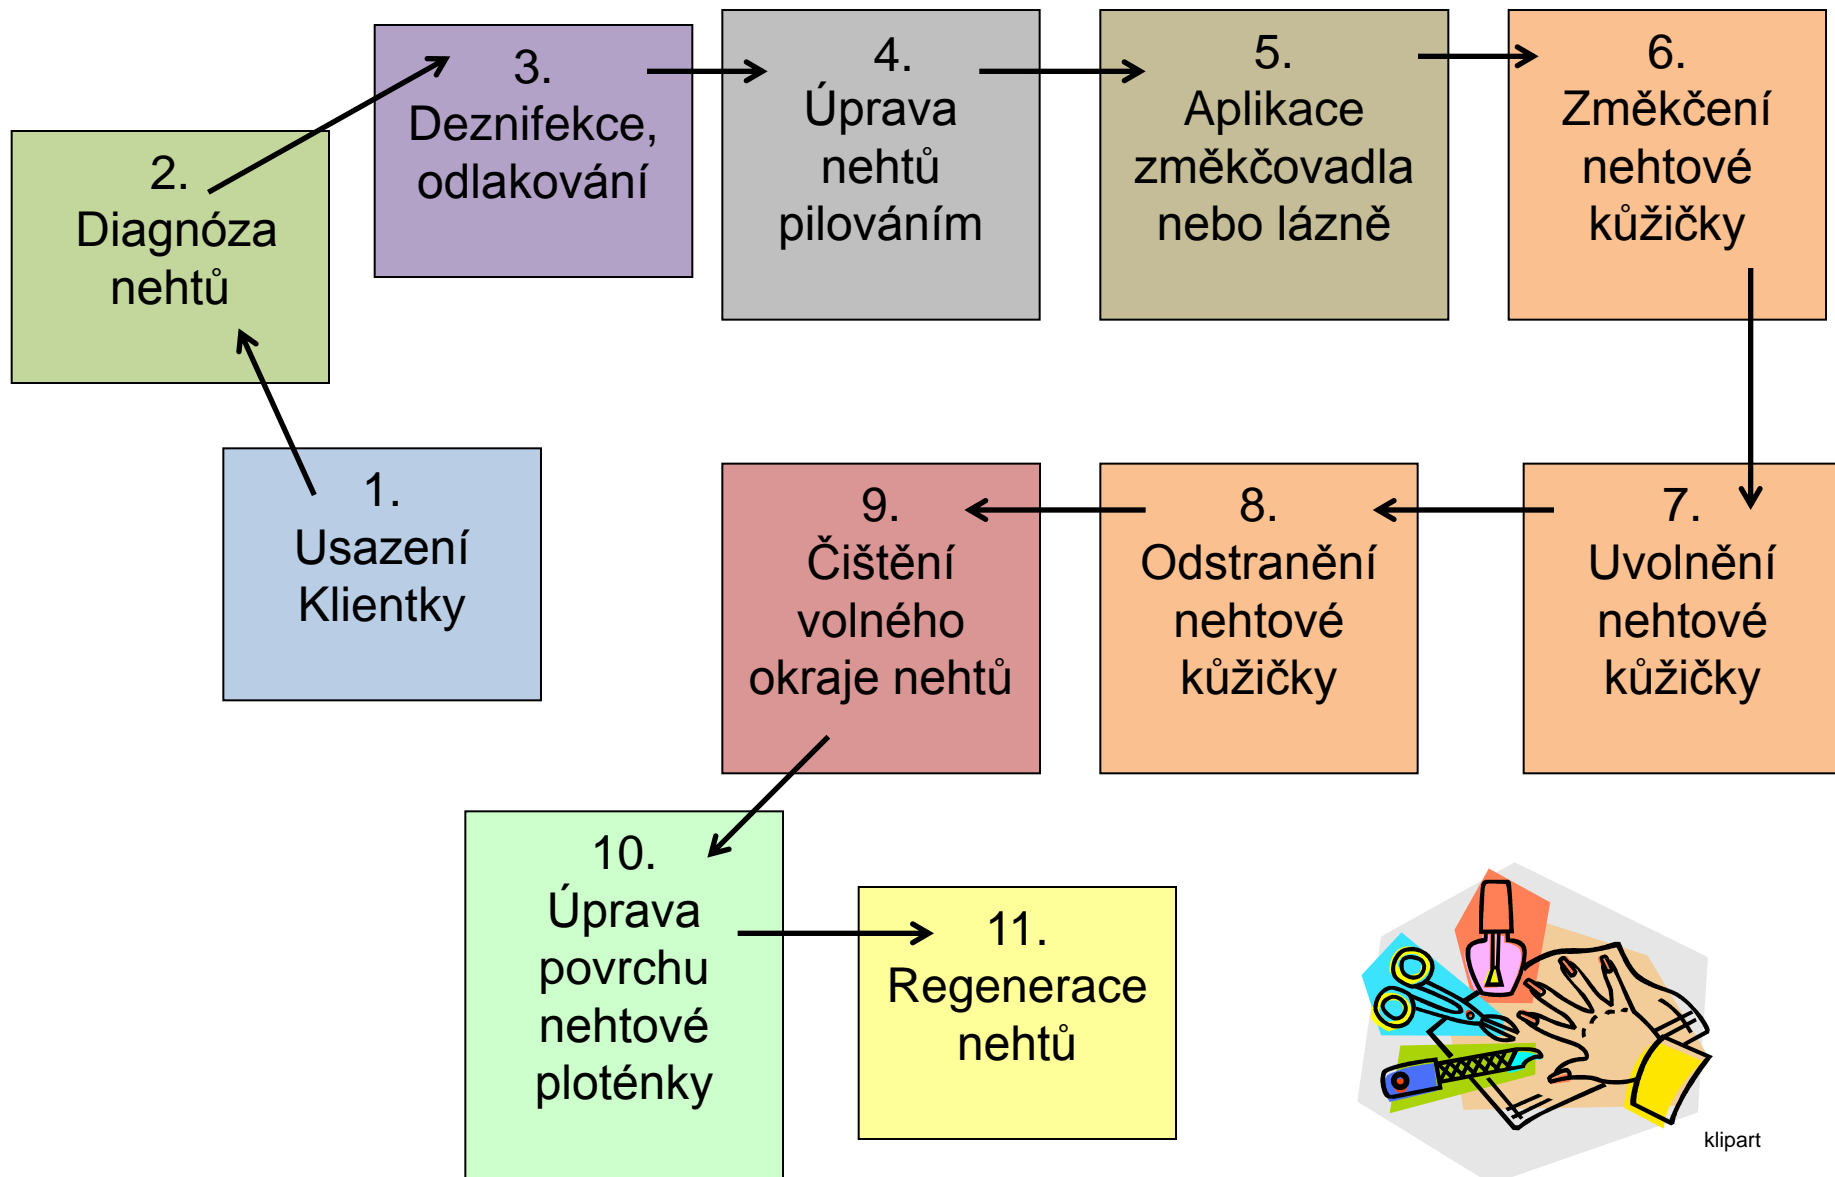 1.
Usazení
Klientky
2.
Diagnóza
nehtů
3.
Deznifekce,
odlakování
4.
Úprava
nehtů
pilováním
5.
Aplikace
změkčovadla
nebo lázně
6.
Změkčení
nehtové
kůžičky
7.
Uvolnění
nehtové
kůžičky
8.
Odstranění
nehtové
kůžičky
9.
Čištění
volného
okraje nehtů
10.
Úprava
povrchu
nehtové
ploténky
11.
Regenerace
nehtů
klipart